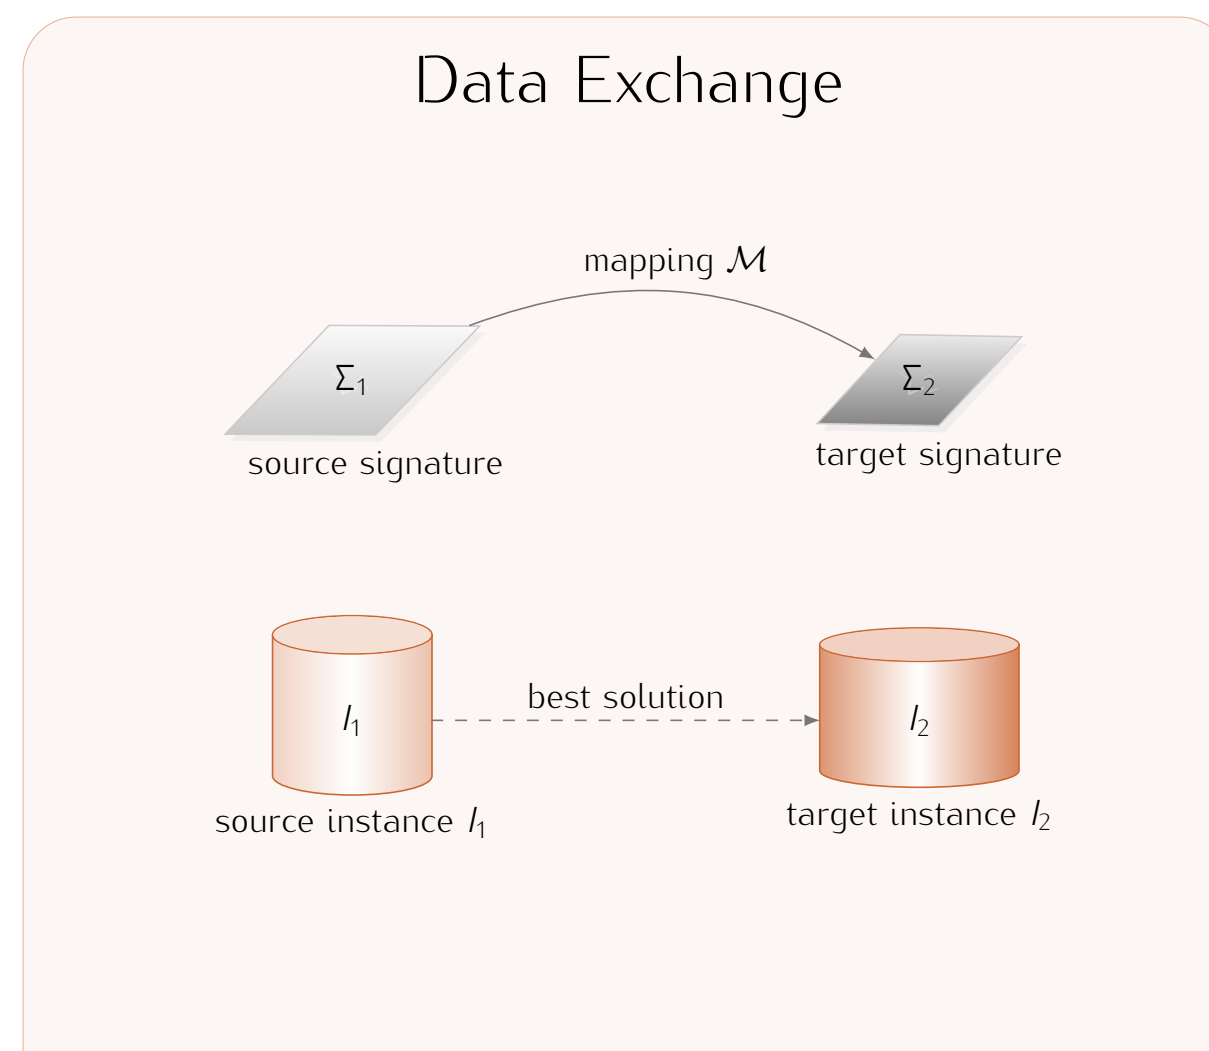 Data Exchange
mapping ℳ
Σ₁
Σ₂
source signature
target signature
best solution
I₁
I₂
source instance I₁
target instance I₂